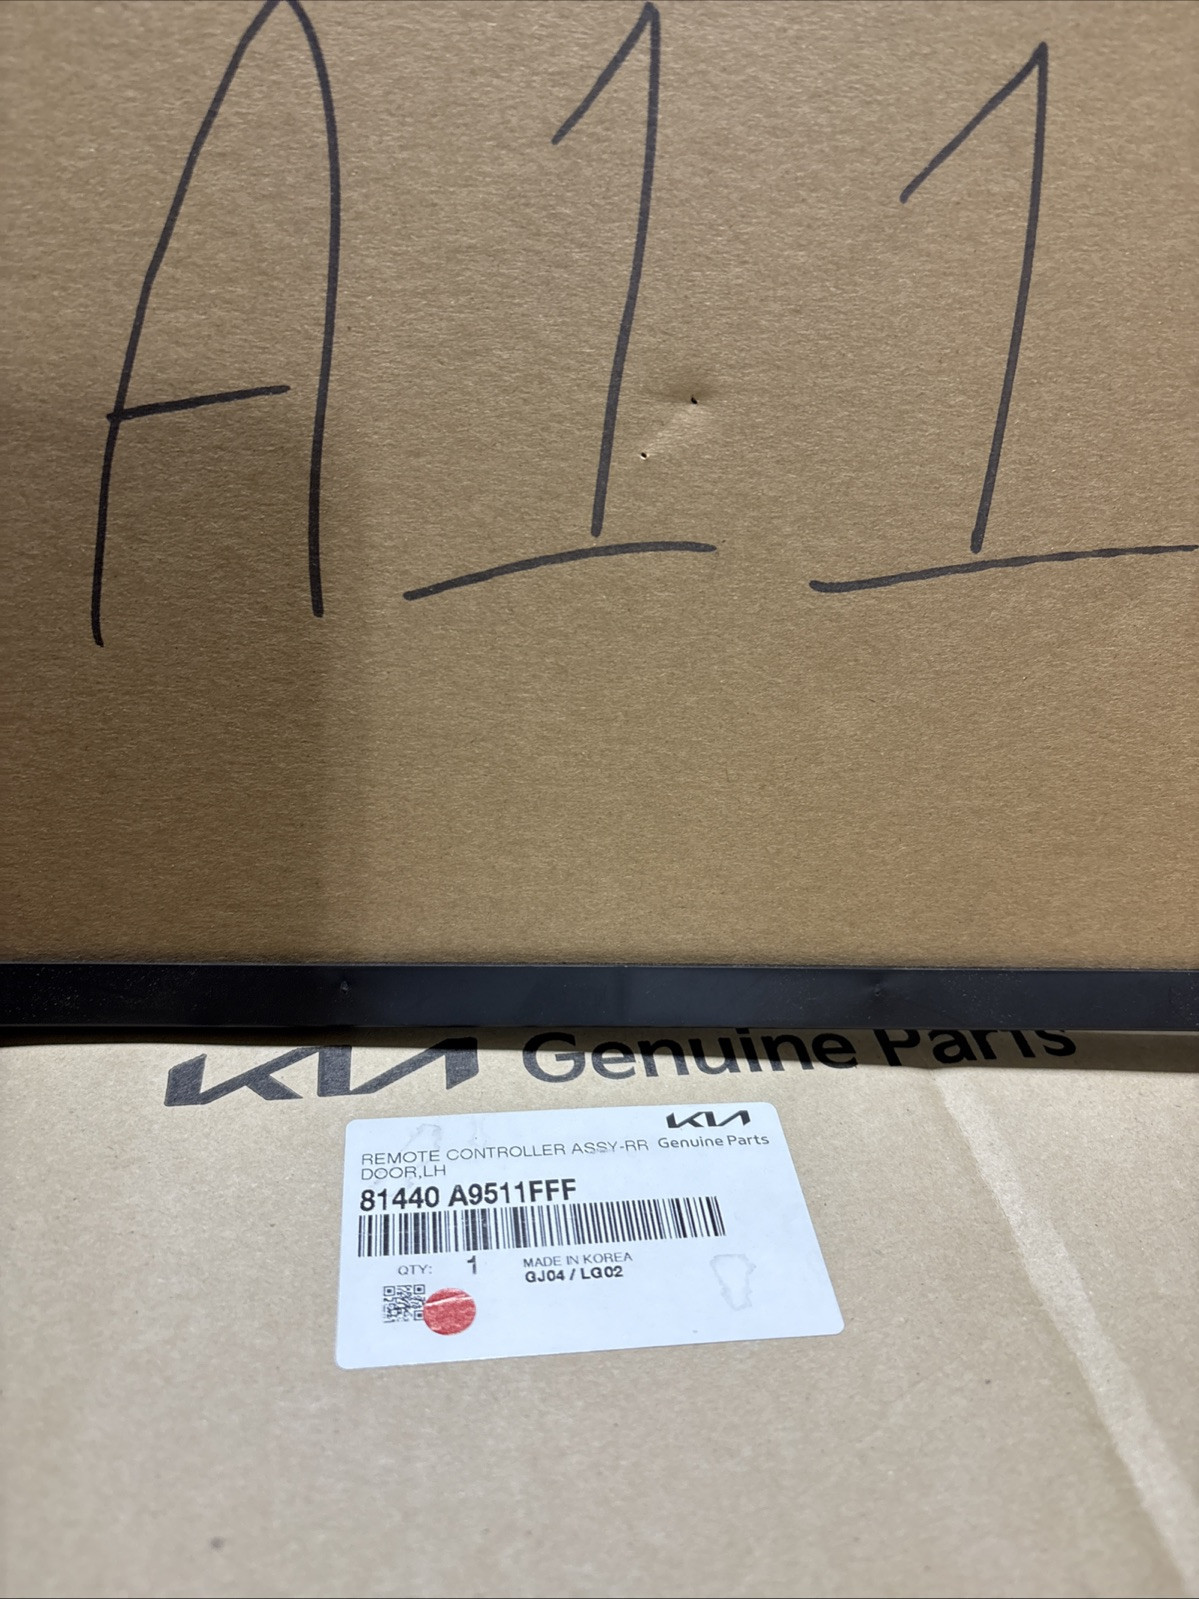 A11
KIA Genuine Parts
KIA
Genuine Parts
REMOTE CONTROLLER ASSY-RR
DOOR,LH
81440 A9511FFF
QTY: 1 MADE IN KOREA
GJ04 / LG02